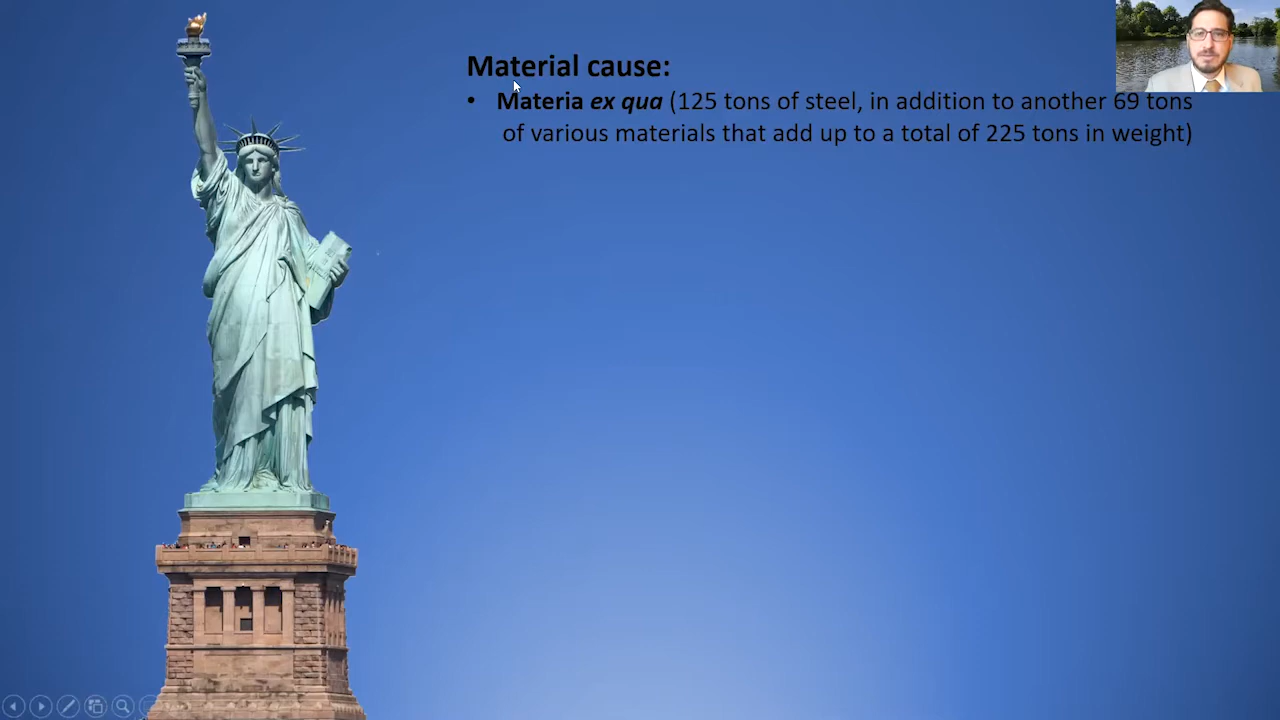 Material cause:
• Materia ex qua (125 tons of steel, in addition to another 69 tons
of various materials that add up to a total of 225 tons in weight)